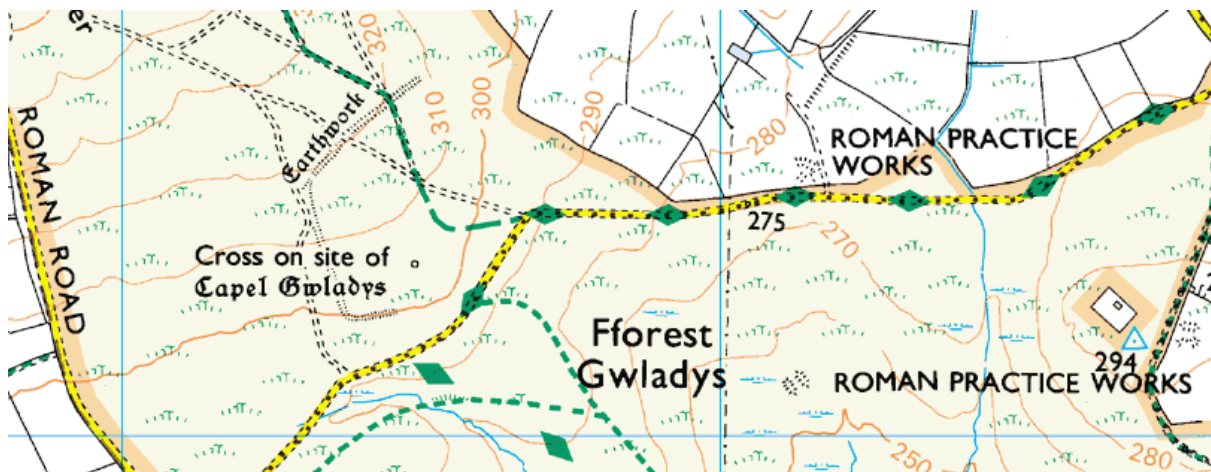 er
320
310
300
290
280
Earthwork
ROMAN PRACTICE
WORKS
275
270
ROMAN ROAD
Cross on site of
Capel Gwladys
Fforest
Gwladys
294
ROMAN PRACTICE WORKS
250
260
280